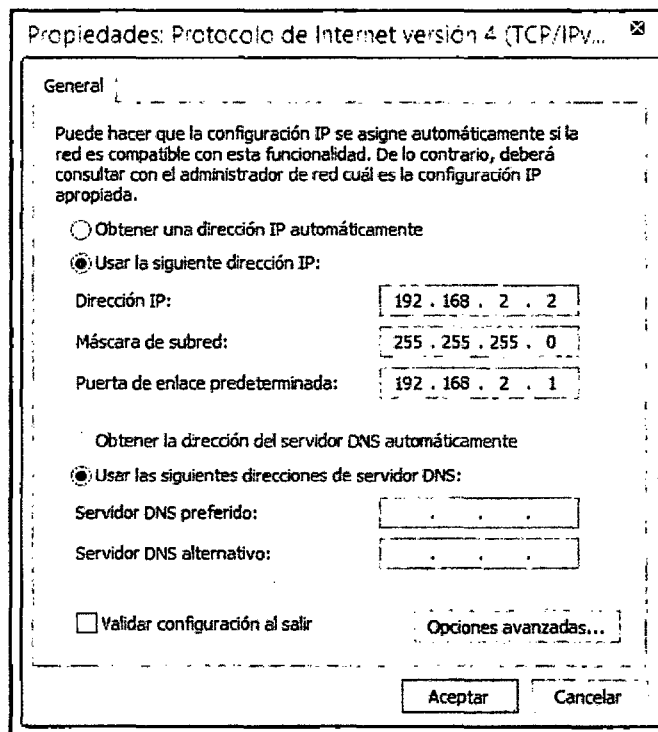 Propiedades: Protocolo de Internet versión 4 (TCP/IPv...
General
Puede hacer que la configuración IP se asigne automáticamente si la
red es compatible con esta funcionalidad. De lo contrario, deberá
consultar con el administrador de red cuál es la configuración IP
apropiada.
Obtener una dirección IP automáticamente
Usar la siguiente dirección IP:
Dirección IP: 192 . 168 . 2 . 2
Máscara de subred: 255 . 255 . 255 . 0
Puerta de enlace predeterminada: 192 . 168 . 2 . 1
Obtener la dirección del servidor DNS automáticamente
Usar las siguientes direcciones de servidor DNS:
Servidor DNS preferido: . . .
Servidor DNS alternativo: . . .
Validar configuración al salir Opciones avanzadas...
Aceptar Cancelar